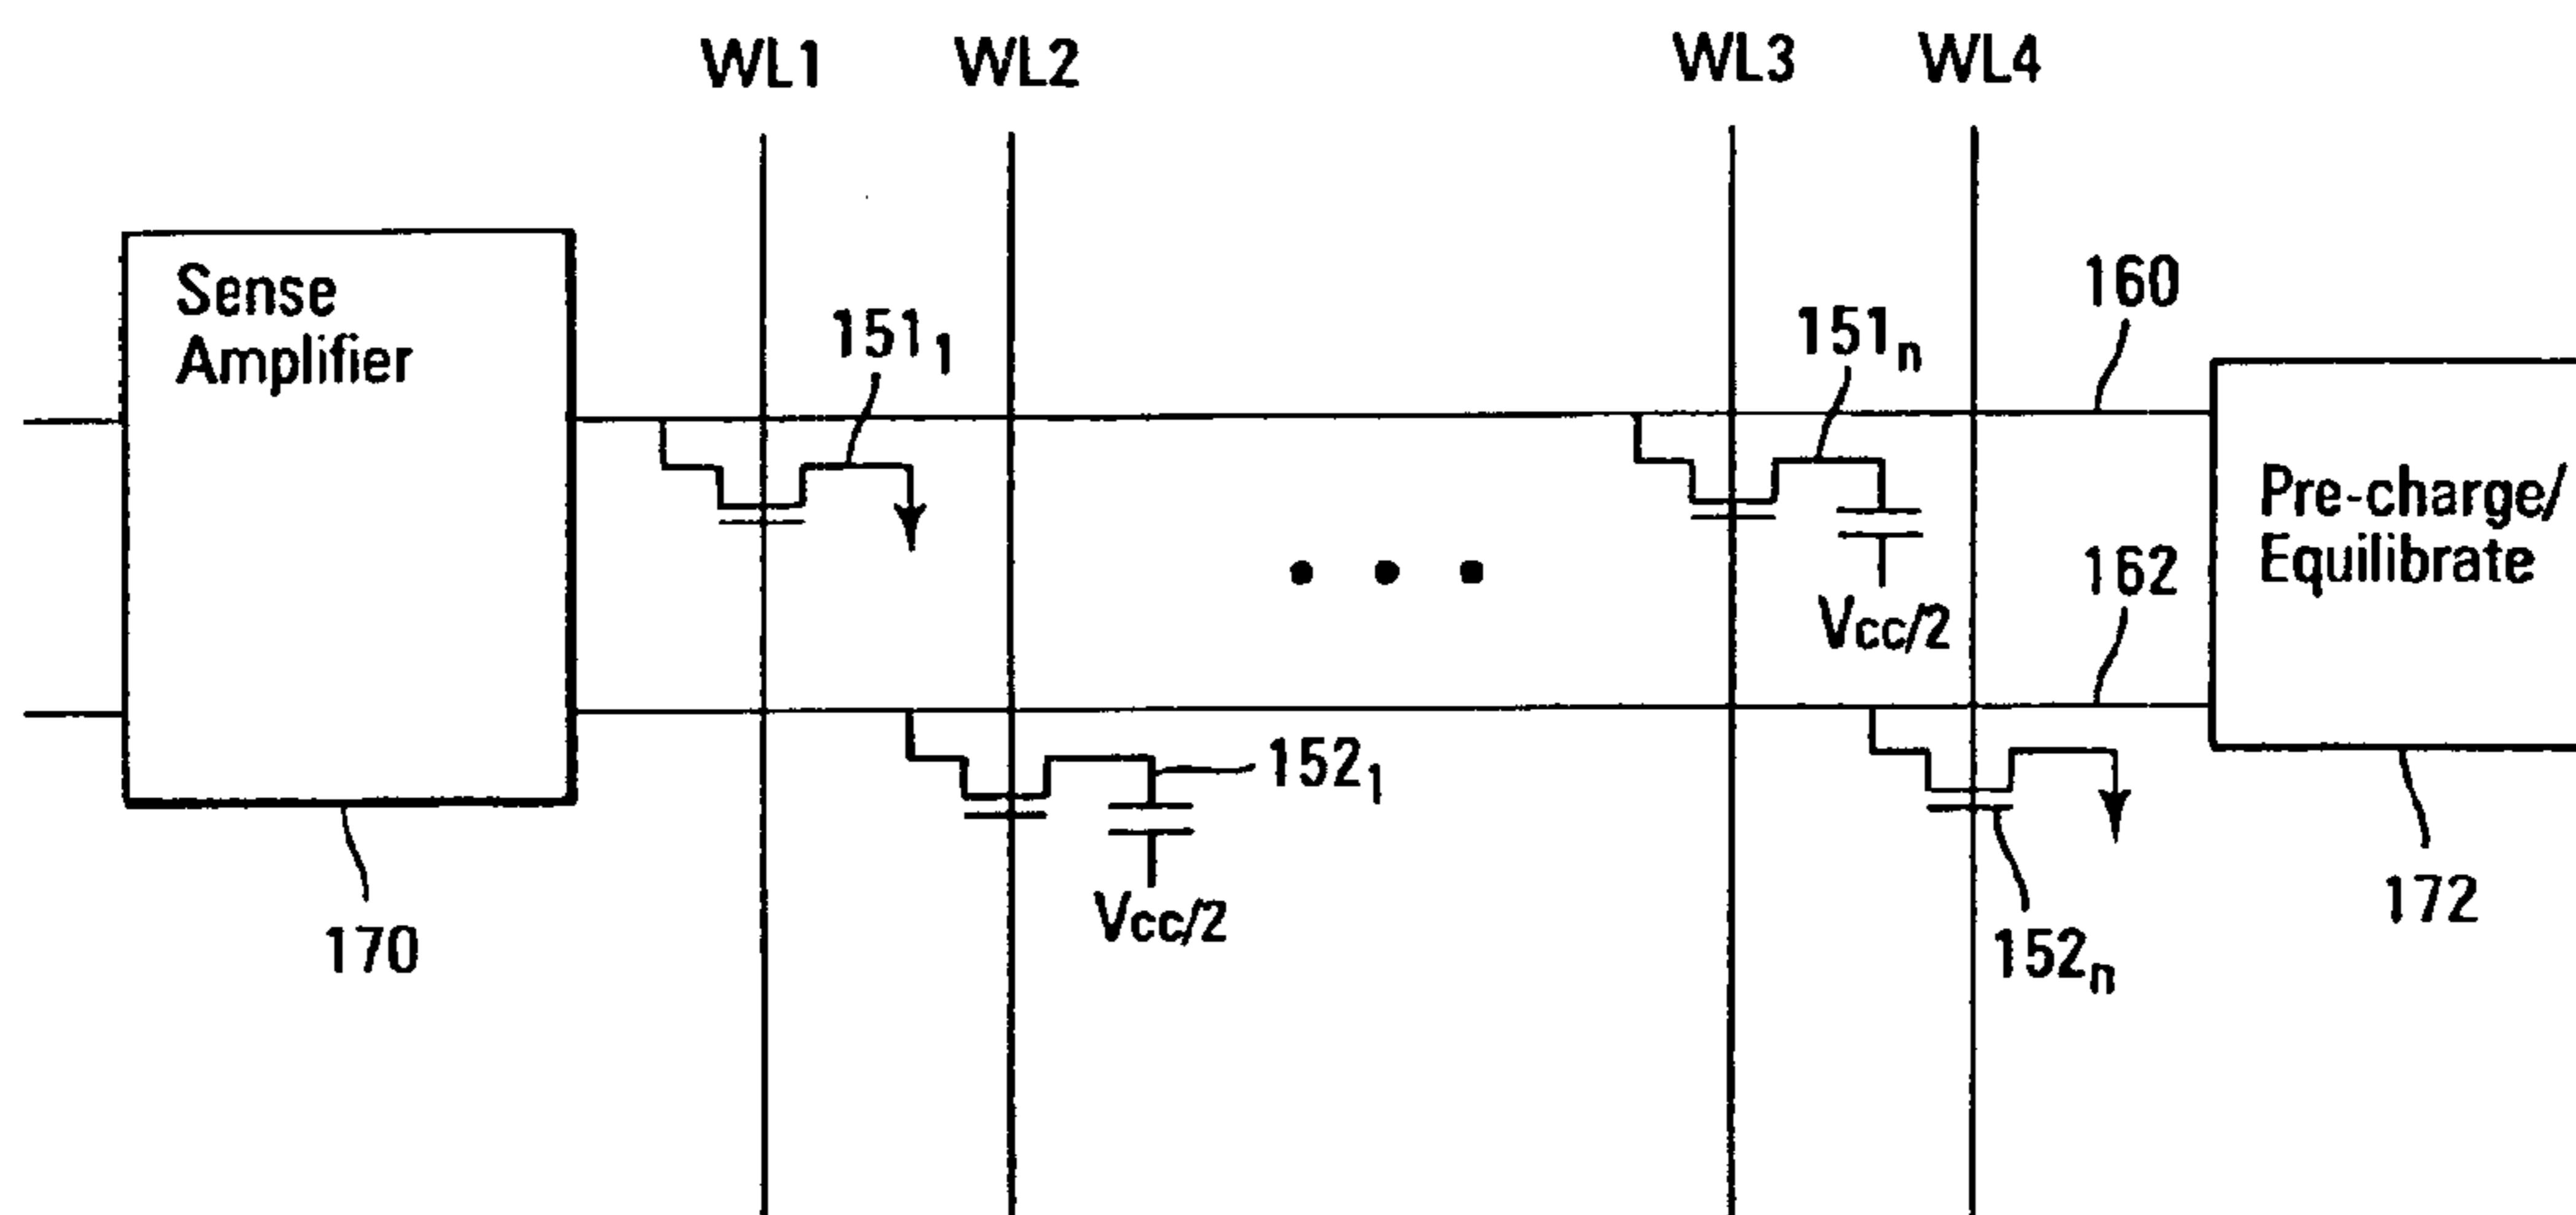 WL1 WL2 WL3 WL4
Sense
Amplifier
151₁
151ₙ
160
Pre-charge/
Equilibrate
162
Vcc/2
152₁
Vcc/2
170
152ₙ
172